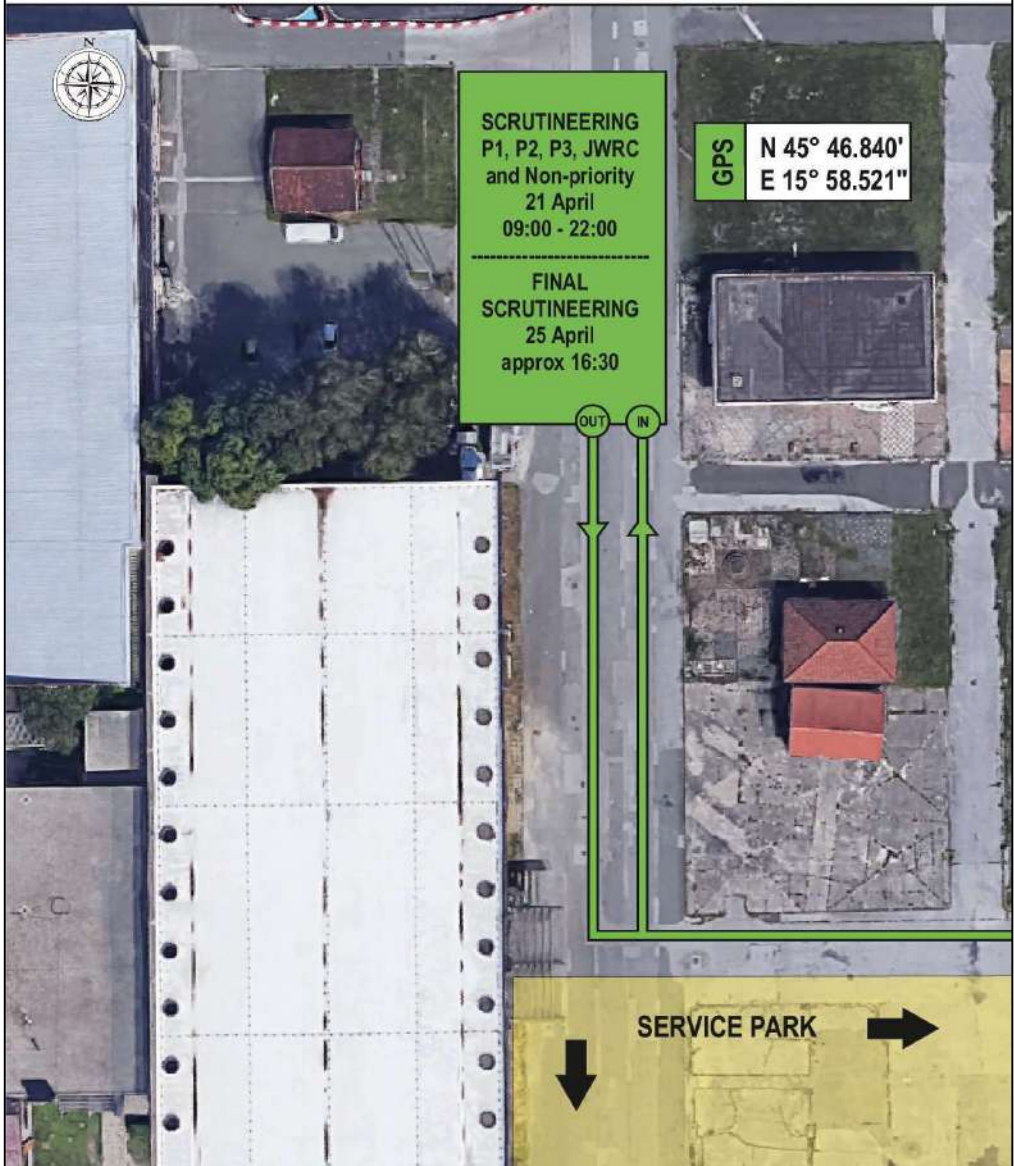 N
SCRUTINEERING
P1, P2, P3, JWRC
and Non-priority
21 April
09:00 - 22:00
FINAL
SCRUTINEERING
25 April
approx 16:30
GPS
N 45° 46.840'
E 15° 58.521"
OUT
IN
SERVICE PARK